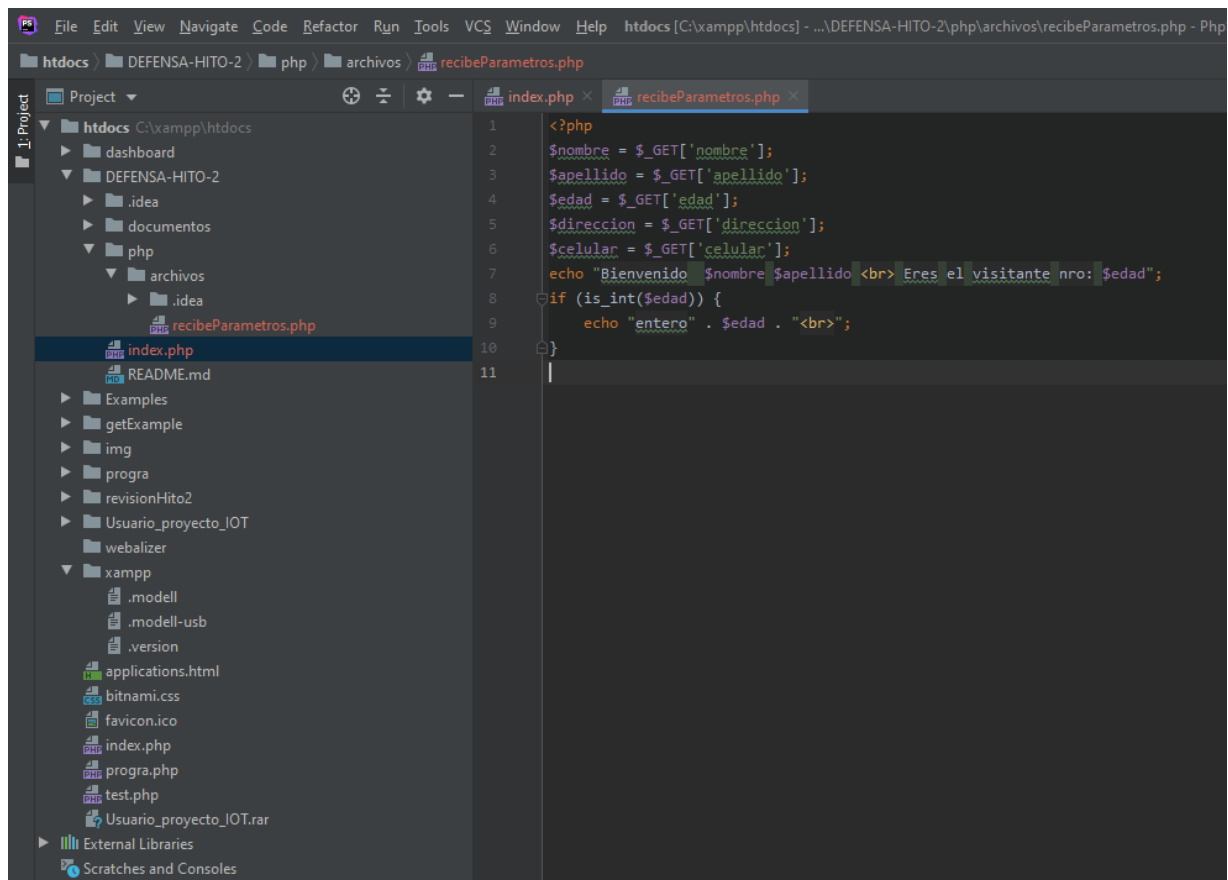 PS File Edit View Navigate Code Refactor Run Tools VCS Window Help htdocs [C:\xampp\htdocs] - ...\DEFENSA-HITO-2\php\archivos\recibeParametros.php - Php
htdocs DEFENSA-HITO-2 php archivos recibeParametros.php
1: Project
Project
htdocs C:\xampp\htdocs
dashboard
DEFENSA-HITO-2
.idea
documentos
php
archivos
.idea
recibeParametros.php
index.php
README.md
Examples
getExample
img
progra
revisionHito2
Usuario_proyecto_IOT
webalizer
xampp
.modell
.modell-usb
.version
applications.html
bitnami.css
favicon.ico
index.php
progra.php
test.php
Usuario_proyecto_IOT.rar
External Libraries
Scratches and Consoles
index.php recibeParametros.php
1 <?php
2 $nombre = $_GET['nombre'];
3 $apellido = $_GET['apellido'];
4 $edad = $_GET['edad'];
5 $direccion = $_GET['direccion'];
6 $celular = $_GET['celular'];
7 echo "Bienvenido  $nombre $apellido <br> Eres el visitante nro: $edad";
8 if (is_int($edad)) {
9     echo "entero" . $edad . "<br>";
10 }
11